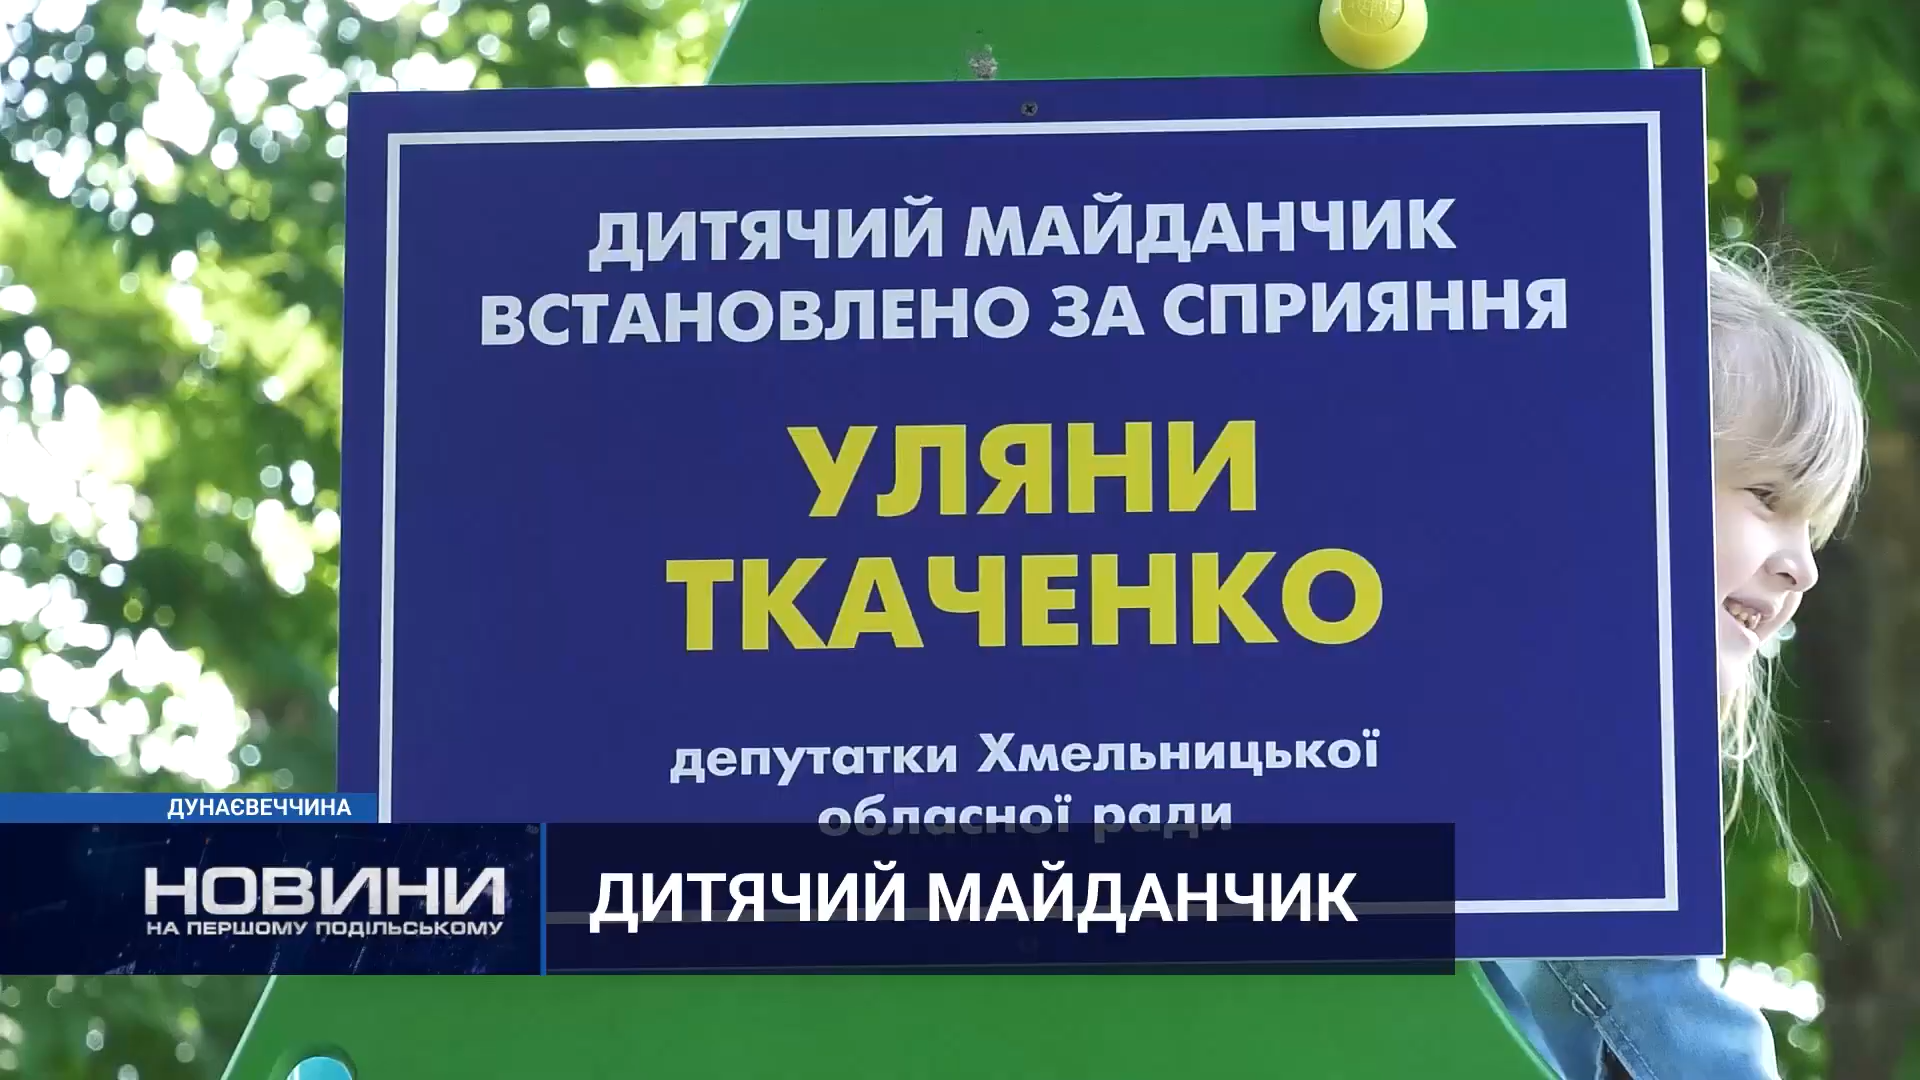 ДИТЯЧИЙ МАЙДАНЧИК
ВСТАНОВЛЕНО ЗА СПРИЯННЯ
УЛЯНИ
ТКАЧЕНКО
депутатки Хмельницької
обласної ради
ДУНАЄВЕЧЧИНА
НОВИНИ
НА ПЕРШОМУ ПОДІЛЬСЬКОМУ
ДИТЯЧИЙ МАЙДАНЧИК